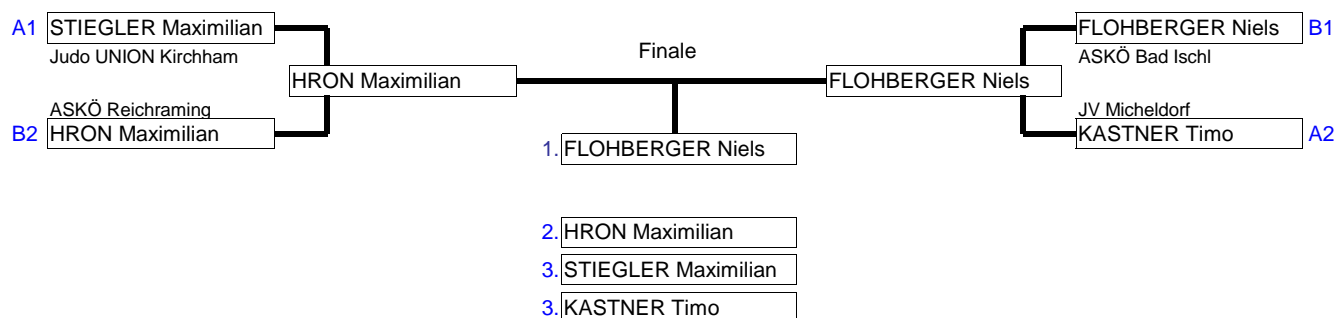 A1 STIEGLER Maximilian
Judo UNION Kirchham
FLOHBERGER Niels B1
ASKÖ Bad Ischl
Finale
HRON Maximilian
FLOHBERGER Niels
ASKÖ Reichraming
B2 HRON Maximilian
JV Micheldorf
KASTNER Timo A2
1. FLOHBERGER Niels
2. HRON Maximilian
3. STIEGLER Maximilian
3. KASTNER Timo